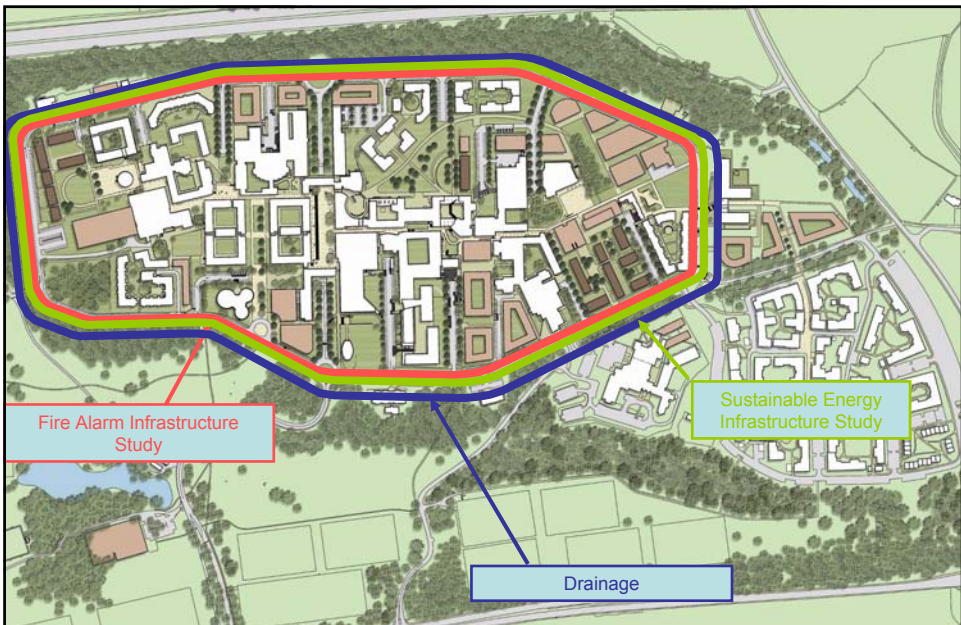 Fire Alarm Infrastructure
Study
Sustainable Energy
Infrastructure Study
Drainage